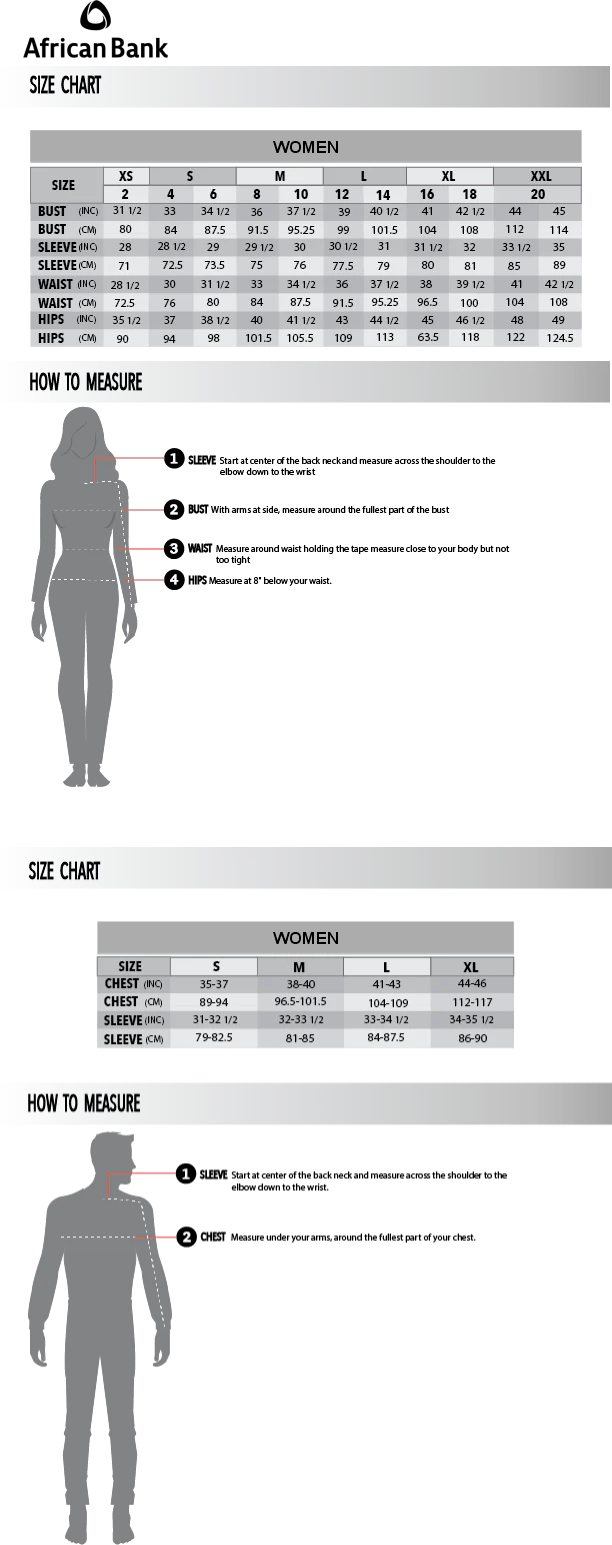 African Bank
SIZE CHART
WOMEN
SIZE XS S M L XL XXL
2 4 6 8 10 12 14 16 18 20
BUST (INC) 31 1/2 33 34 1/2 36 37 1/2 39 40 1/2 41 42 1/2 44 45
BUST (CM) 80 84 87.5 91.5 95.25 99 101.5 104 108 112 114
SLEEVE (INC) 28 28 1/2 29 29 1/2 30 30 1/2 31 31 1/2 32 33 1/2 35
SLEEVE (CM) 71 72.5 73.5 75 76 77.5 79 80 81 85 89
WAIST (INC) 28 1/2 30 31 1/2 33 34 1/2 36 37 1/2 38 39 1/2 41 42 1/2
WAIST (CM) 72.5 76 80 84 87.5 91.5 95.25 96.5 100 104 108
HIPS (INC) 35 1/2 37 38 1/2 40 41 1/2 43 44 1/2 45 46 1/2 48 49
HIPS (CM) 90 94 98 101.5 105.5 109 113 63.5 118 122 124.5
HOW TO MEASURE
1 SLEEVE Start at center of the back neck and measure across the shoulder to the
elbow down to the wrist
2 BUST With arms at side, measure around the fullest part of the bust
3 WAIST Measure around waist holding the tape measure close to your body but not
too tight
4 HIPS Measure at 8" below your waist.
SIZE CHART
WOMEN
SIZE S M L XL
CHEST (INC) 35-37 38-40 41-43 44-46
CHEST (CM) 89-94 96.5-101.5 104-109 112-117
SLEEVE (INC) 31-32 1/2 32-33 1/2 33-34 1/2 34-35 1/2
SLEEVE (CM) 79-82.5 81-85 84-87.5 86-90
HOW TO MEASURE
1 SLEEVE Start at center of the back neck and measure across the shoulder to the
elbow down to the wrist.
2 CHEST Measure under your arms, around the fullest part of your chest.